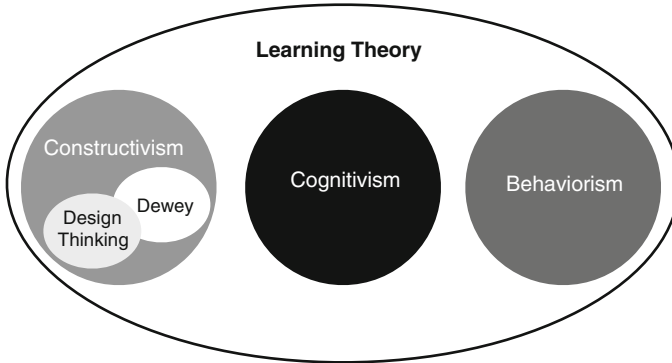 Learning Theory
Constructivism
Cognitivism
Behaviorism
Dewey
Design
Thinking